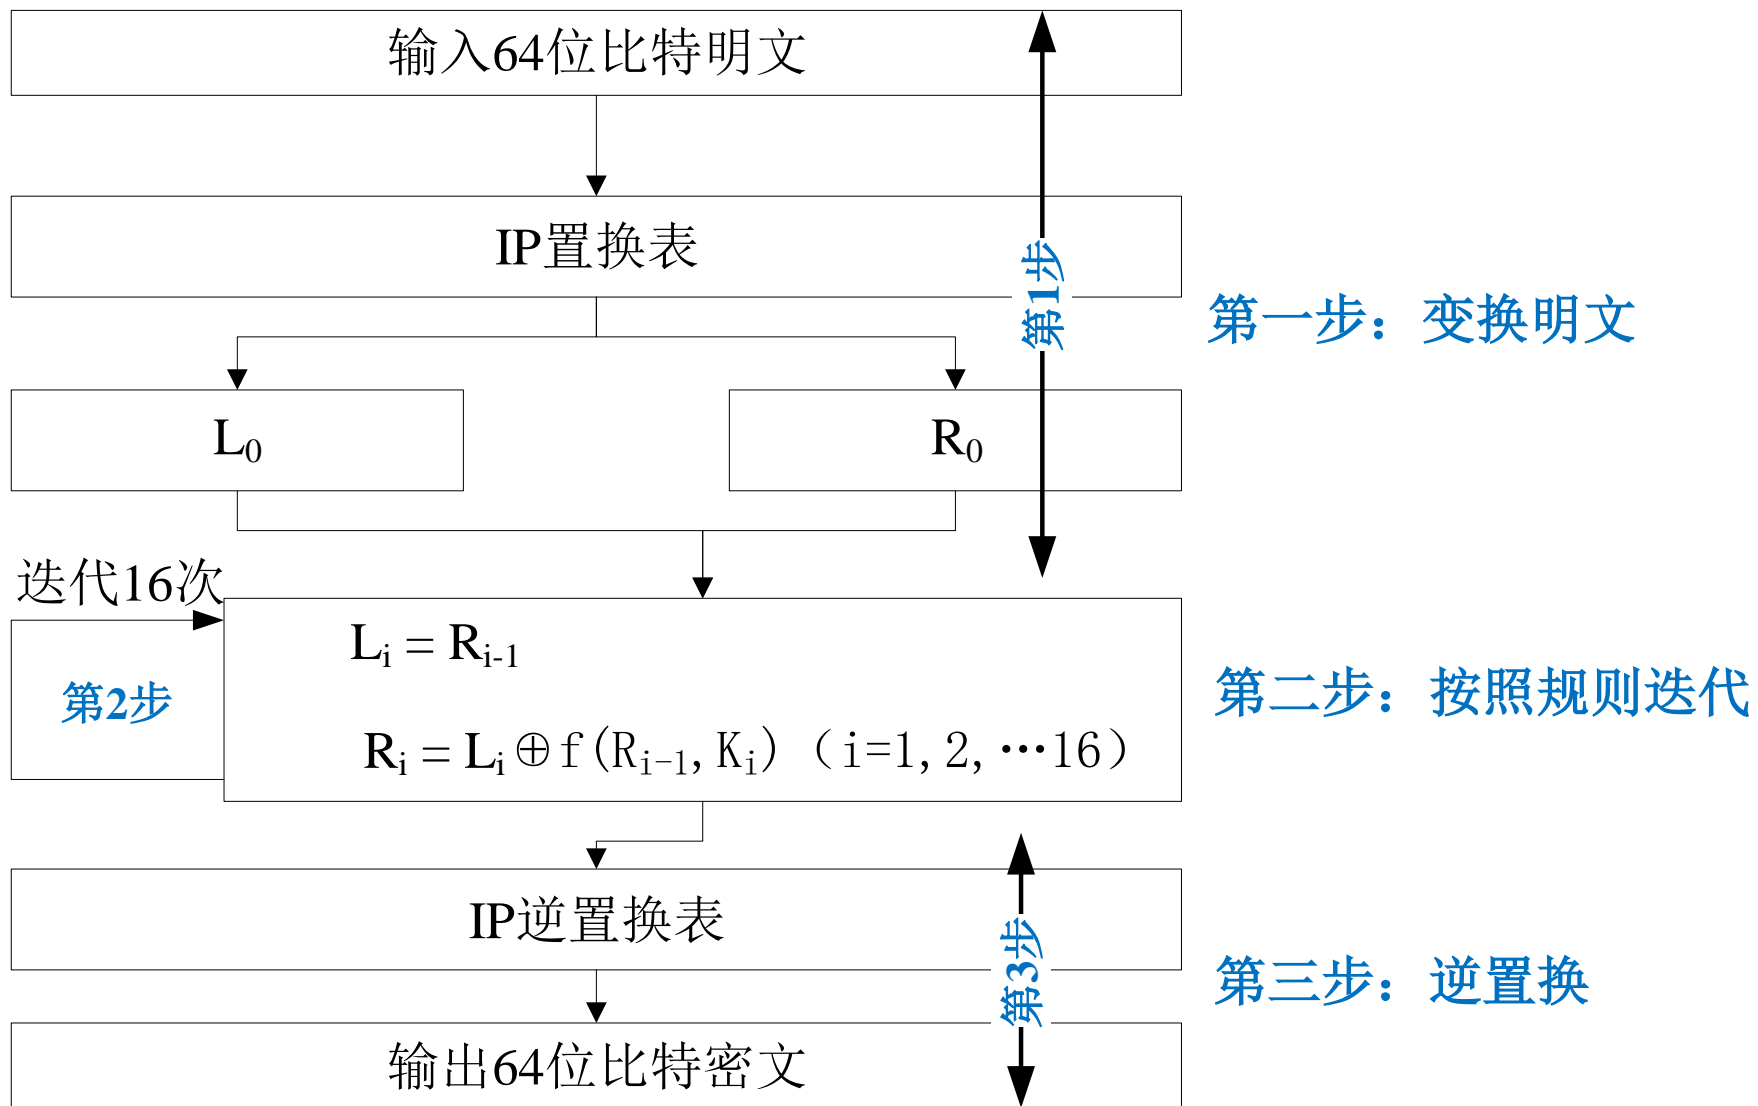 输入64位比特明文
IP置换表
第1步
第一步：变换明文
L₀
R₀
迭代16次
Lᵢ = Rᵢ₋₁
第2步
第二步：按照规则迭代
Rᵢ = Lᵢ⊕f(Rᵢ₋₁,Kᵢ)（i=1,2,…16）
IP逆置换表
第3步
第三步：逆置换
输出64位比特密文